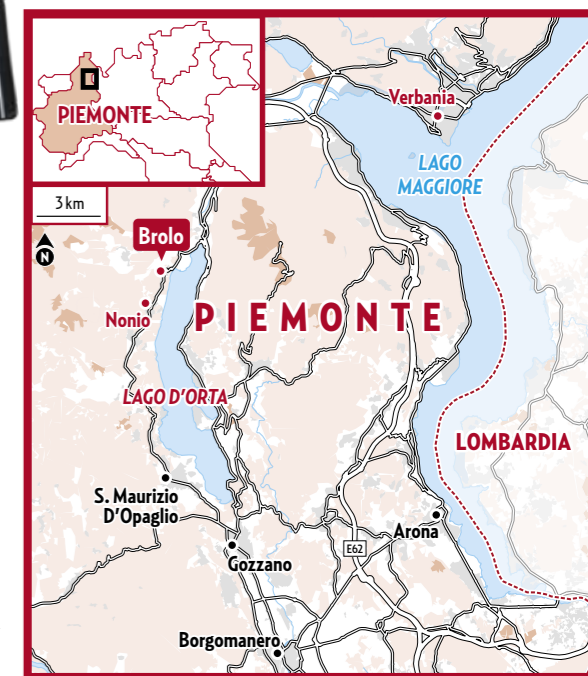 PIEMONTE
3 km
N
Verbania
LAGO
MAGGIORE
Brolo
Nonio
PIEMONTE
LAGO D'ORTA
LOMBARDIA
S. Maurizio
D'Opaglio
Arona
E62
Gozzano
Borgomanero